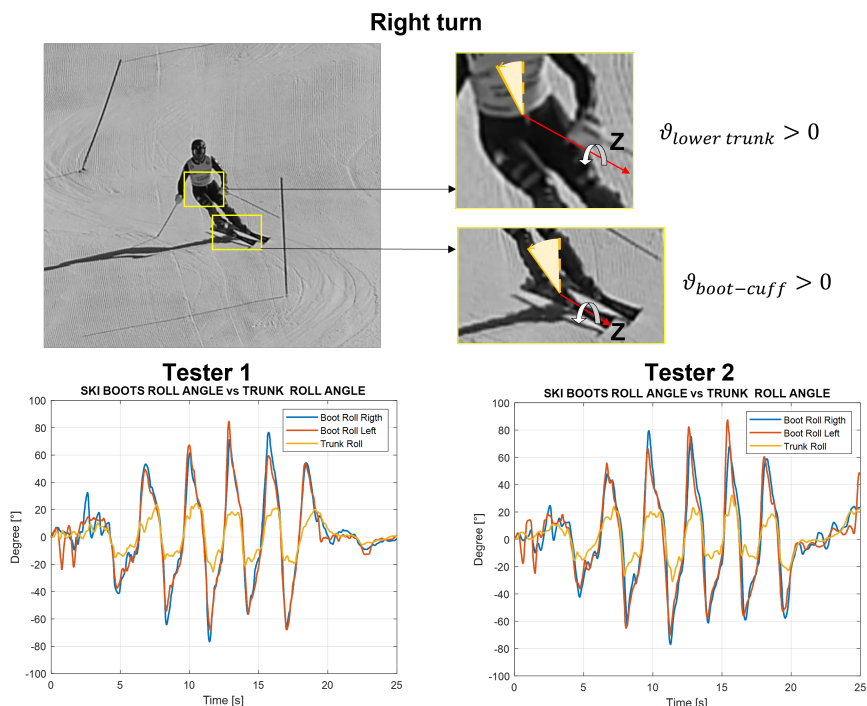 Right turn
Z
ϑlower trunk > 0
Z
ϑboot−cuff > 0
Tester 1
SKI BOOTS ROLL ANGLE vs TRUNK ROLL ANGLE
100
80
60
40
20
0
-20
-40
-60
-80
-100
Degree [°]
Boot Roll Rigth
Boot Roll Left
Trunk Roll
0 5 10 15 20 25
Time [s]
Tester 2
SKI BOOTS ROLL ANGLE vs TRUNK ROLL ANGLE
100
80
60
40
20
0
-20
-40
-60
-80
-100
Degree [°]
Boot Roll Rigth
Boot Roll Left
Trunk Roll
0 5 10 15 20 25
Time [s]